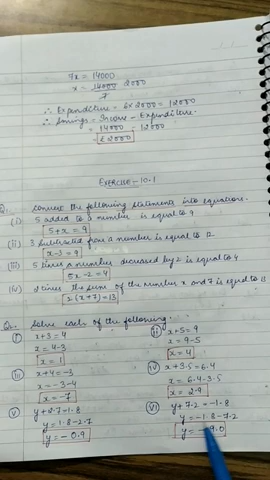 7x = 14000
x = 14000 2000
7
∴ Expenditure = 6x2000 = 12000
∴ Savings = Income - Expenditure.
= 14000 - 12000
= ₹ 2000
EXERCISE - 10.1
Q. Convert the following statements into equations.
(i) 5 added to a number is equal to 9
5+x = 9
(ii) 3 subtracted from a number is equal to 12
x-3 = 9
(iii) 5 times a number decreased by 2 is equal to 4
5x-2 = 4
(iv) 2 times the sum of the number x and 7 is equal to 13
2(x+7) = 13
Q. Solve each of the following.
(i) x+3 = 4
x = 4-3
x = 1
(ii) x+5 = 9
x = 9-5
x = 4
(iii) x+4 = -3
x = -3-4
x = -7
(iv) x+3.5 = 6.4
x = 6.4-3.5
x = 2.9
(v) y+2.7 = 1.8
y = 1.8-2.7
y = -0.9
(vi) y+7.2 = -1.8
y = -1.8-7.2
y = -9.0